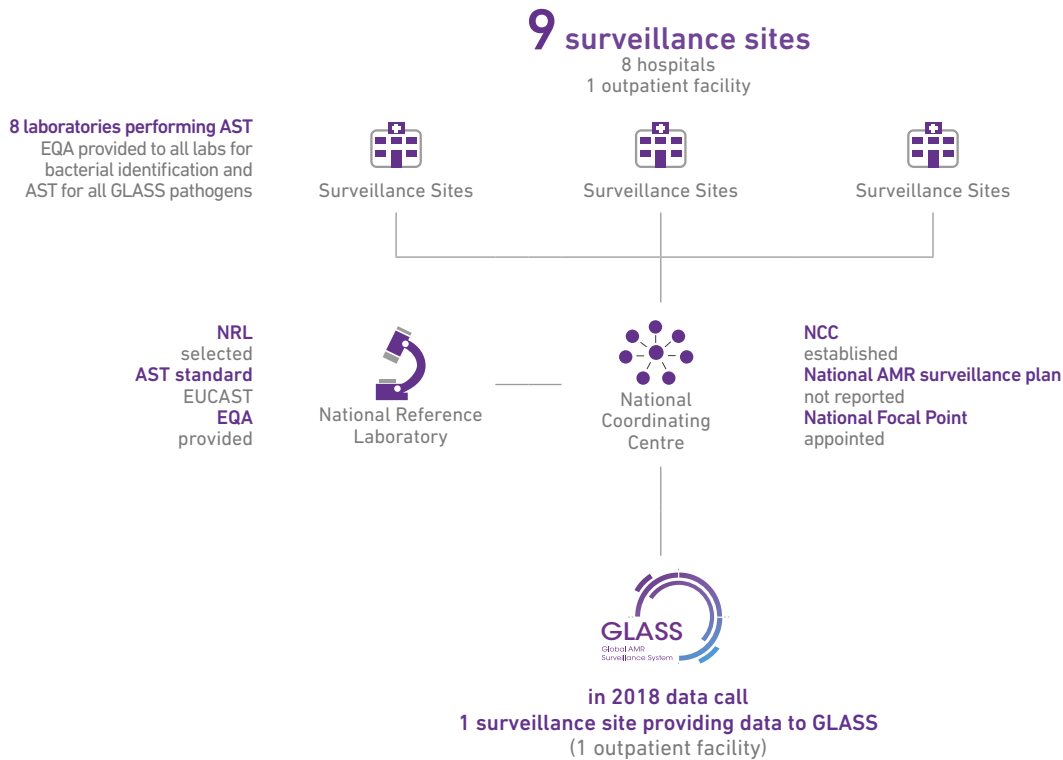 9 surveillance sites
8 hospitals
1 outpatient facility
8 laboratories performing AST
EQA provided to all labs for
bacterial identification and
AST for all GLASS pathogens
Surveillance Sites
Surveillance Sites
Surveillance Sites
NRL
selected
AST standard
EUCAST
EQA
provided
National Reference
Laboratory
National
Coordinating
Centre
NCC
established
National AMR surveillance plan
not reported
National Focal Point
appointed
GLASS
Global AMR
Surveillance System
in 2018 data call
1 surveillance site providing data to GLASS
(1 outpatient facility)